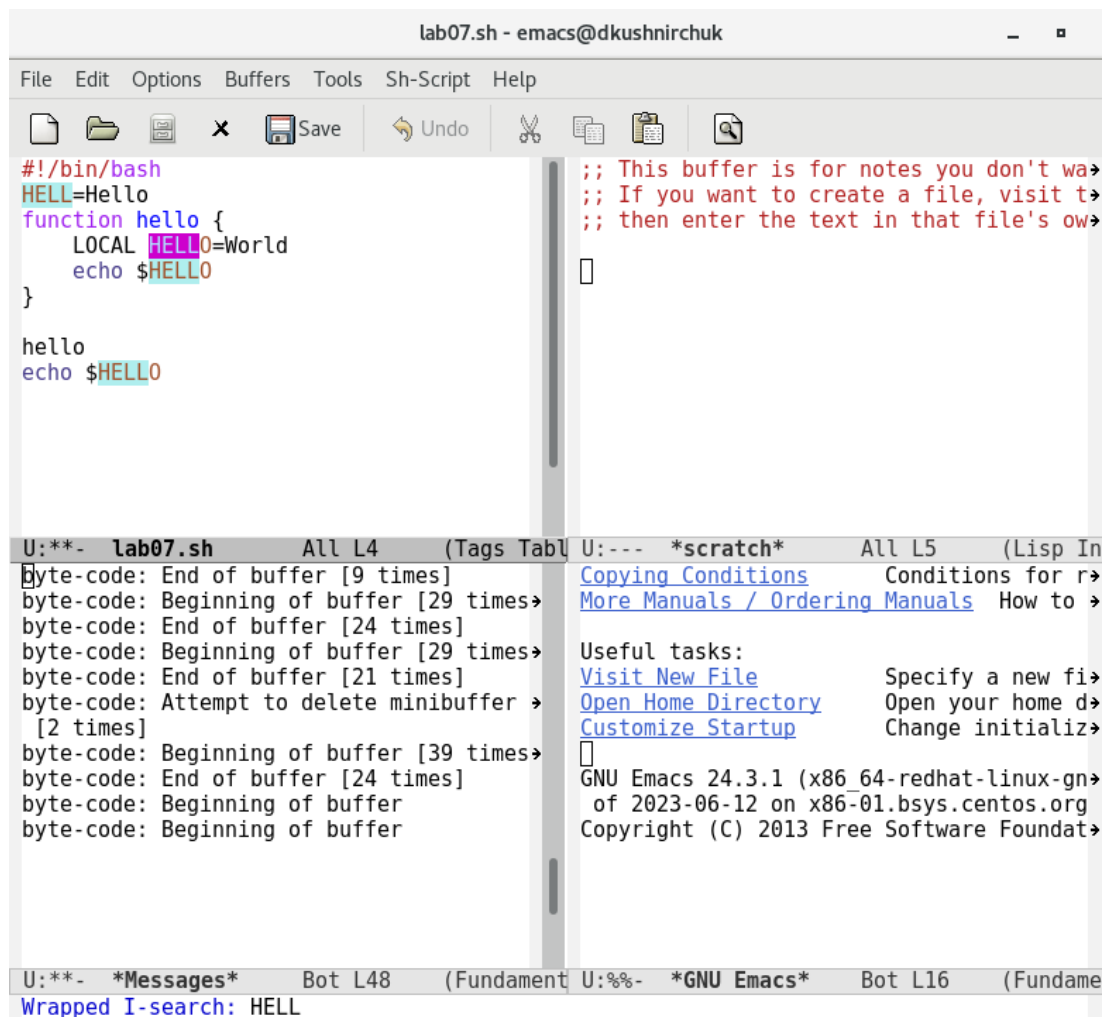 lab07.sh - emacs@dkushnirchuk
File Edit Options Buffers Tools Sh-Script Help
Save Undo
#!/bin/bash
HELL=Hello
function hello {
    LOCAL HELLO=World
    echo $HELLO
}
hello
echo $HELLO
U:**- lab07.sh All L4 (Tags Tabl
;; This buffer is for notes you don't wa
;; If you want to create a file, visit t
;; then enter the text in that file's ow
U:--- *scratch* All L5 (Lisp In
byte-code: End of buffer [9 times]
byte-code: Beginning of buffer [29 times
byte-code: End of buffer [24 times]
byte-code: Beginning of buffer [29 times
byte-code: End of buffer [21 times]
byte-code: Attempt to delete minibuffer
 [2 times]
byte-code: Beginning of buffer [39 times
byte-code: End of buffer [24 times]
byte-code: Beginning of buffer
byte-code: Beginning of buffer
U:**- *Messages* Bot L48 (Fundament
Copying Conditions Conditions for r
More Manuals / Ordering Manuals How to
Useful tasks:
Visit New File Specify a new fi
Open Home Directory Open your home d
Customize Startup Change initializ
GNU Emacs 24.3.1 (x86_64-redhat-linux-gn
 of 2023-06-12 on x86-01.bsys.centos.org
Copyright (C) 2013 Free Software Foundat
U:%%- *GNU Emacs* Bot L16 (Fundame
Wrapped I-search: HELL